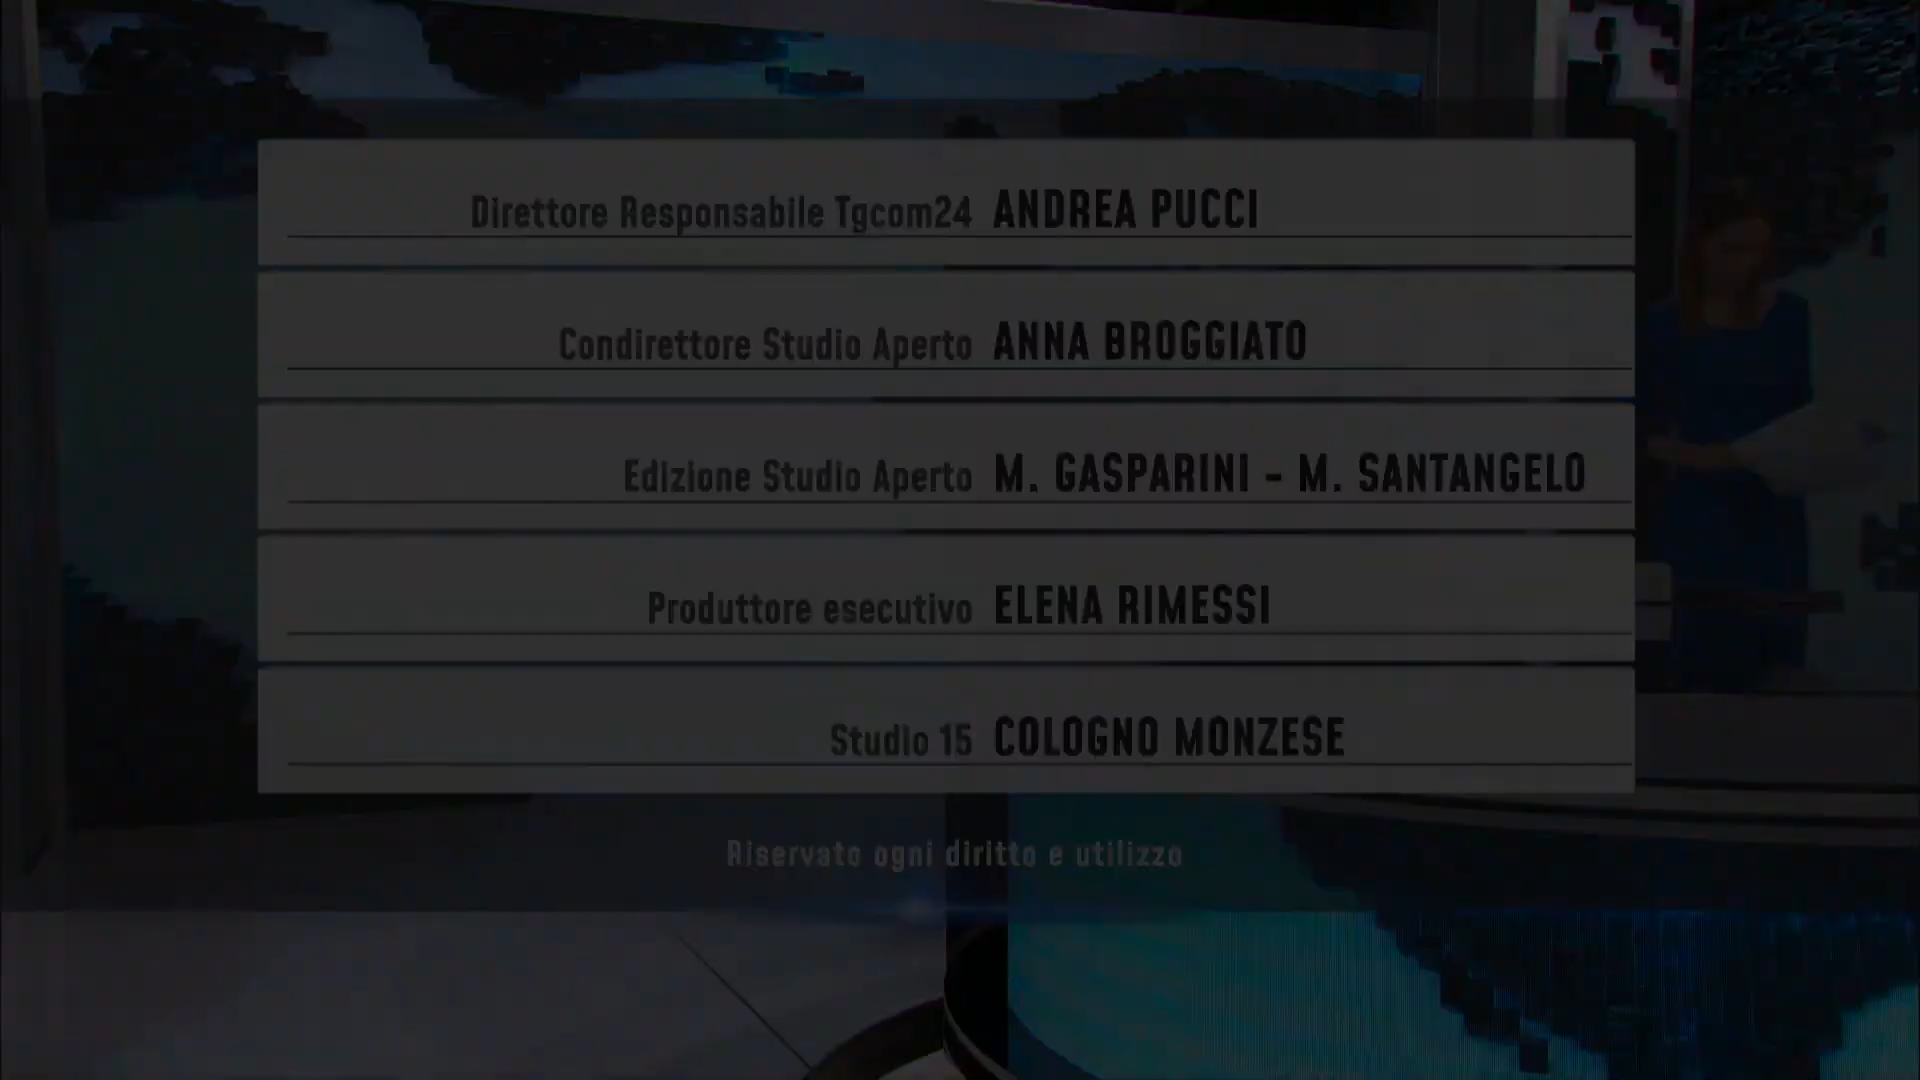 Direttore Responsabile Tgcom24 ANDREA PUCCI
Condirettore Studio Aperto ANNA BROGGIATO
Edizione Studio Aperto M. GASPARINI - M. SANTANGELO
Produttore esecutivo ELENA RIMESSI
Studio 15 COLOGNO MONZESE
Riservato ogni diritto e utilizzo